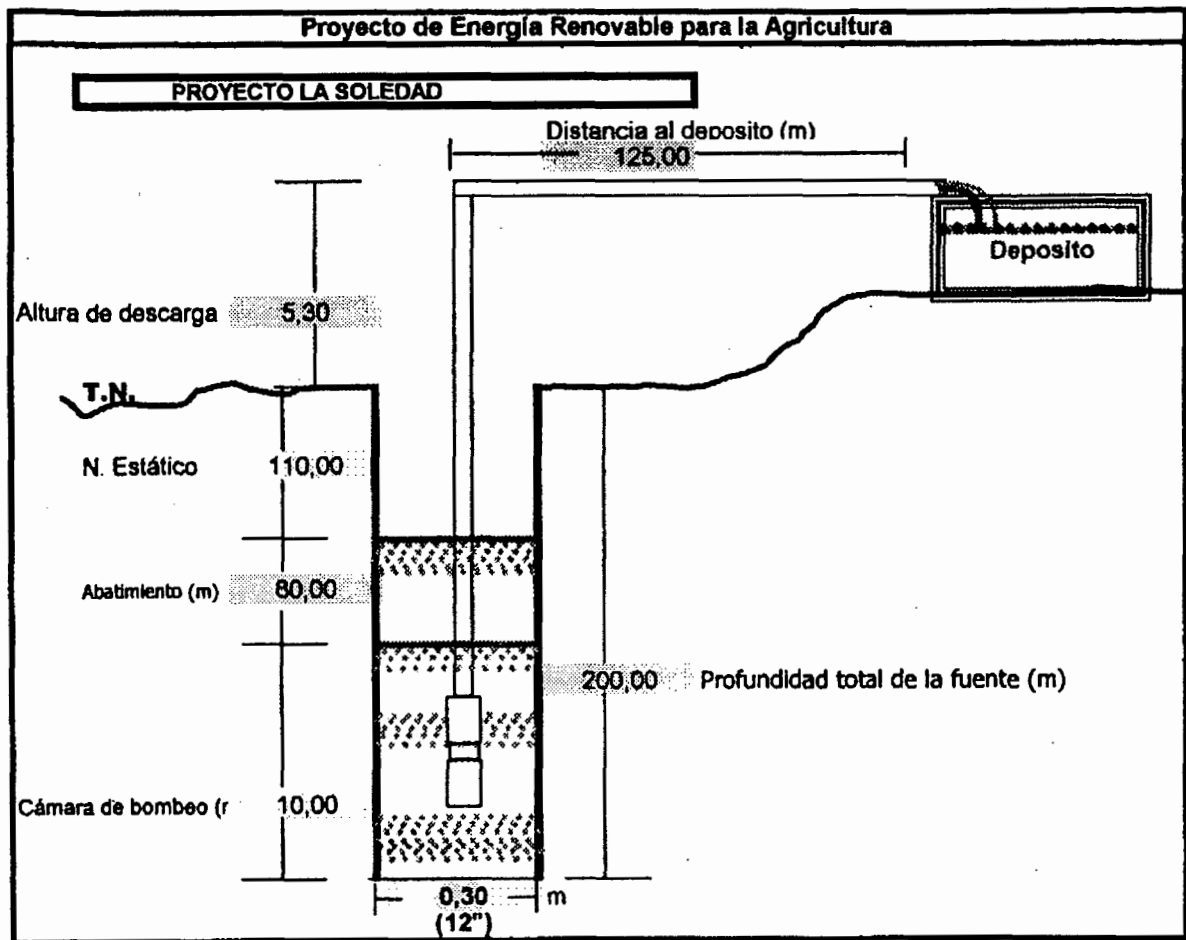 Proyecto de Energía Renovable para la Agricultura
PROYECTO LA SOLEDAD
Distancia al deposito (m)
125,00
Deposito
Altura de descarga 5,30
T.N.
N. Estático 110,00
Abatimiento (m) 80,00
200,00 Profundidad total de la fuente (m)
Cámara de bombeo (r 10,00
0,30 m
(12")